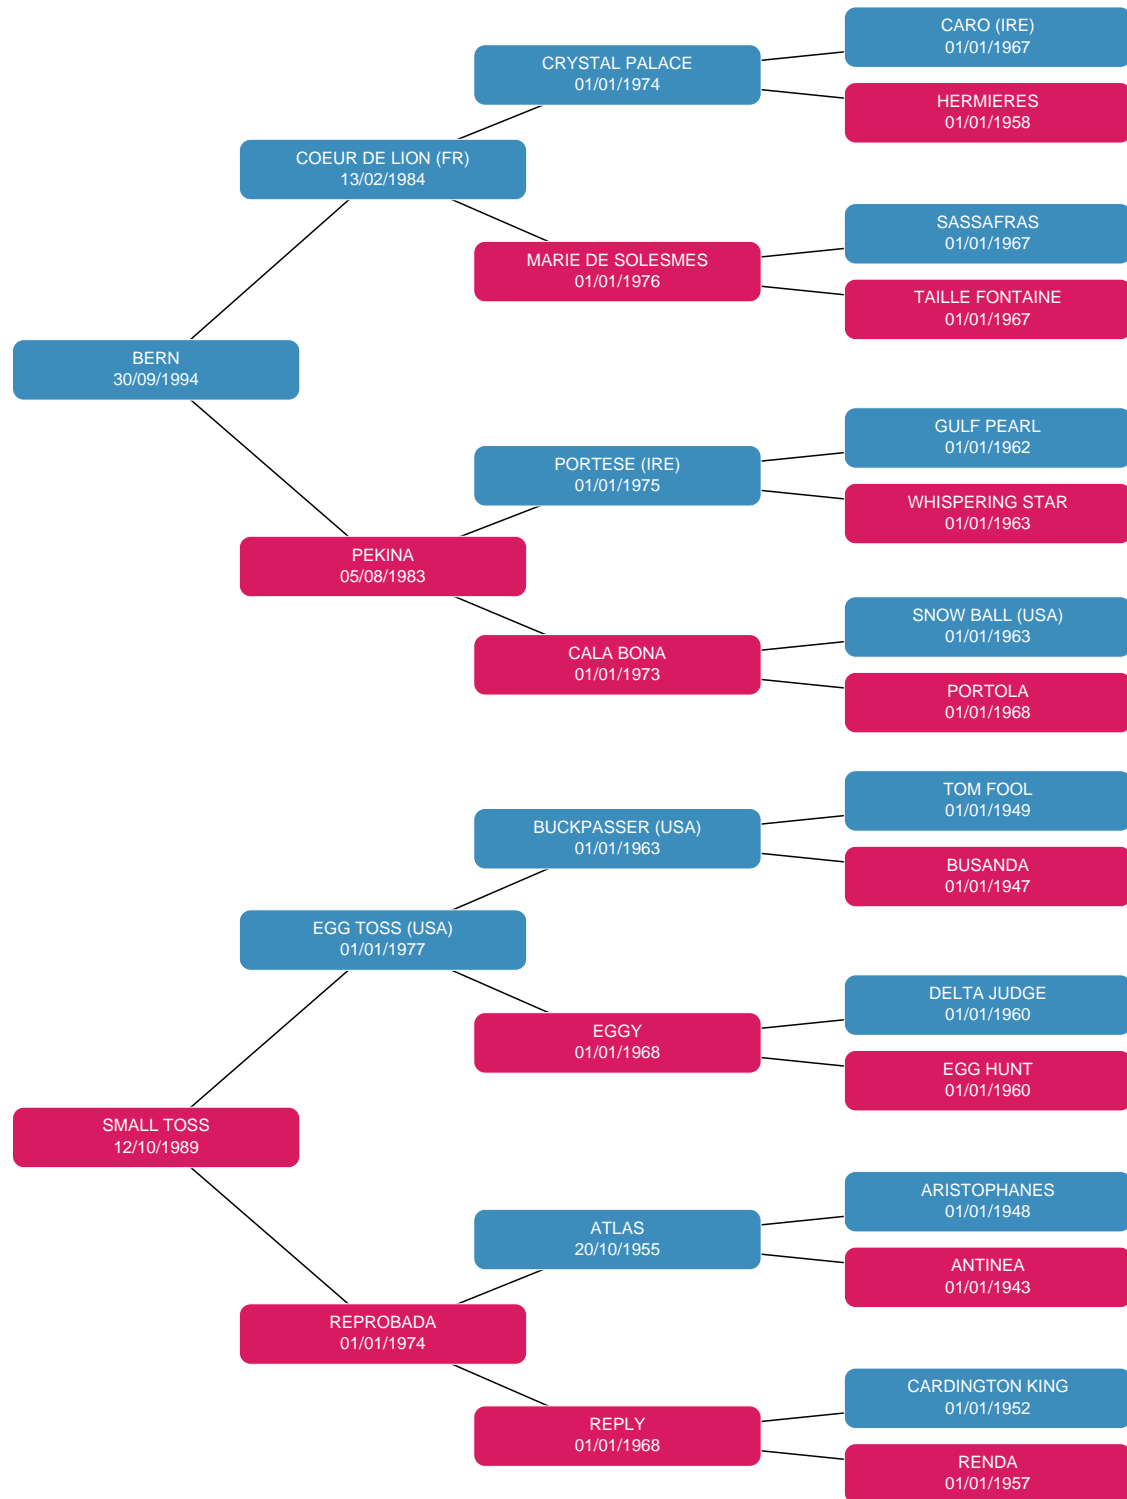 CARO (IRE)
01/01/1967
CRYSTAL PALACE
01/01/1974
HERMIERES
01/01/1958
COEUR DE LION (FR)
13/02/1984
SASSAFRAS
01/01/1967
MARIE DE SOLESMES
01/01/1976
TAILLE FONTAINE
01/01/1967
BERN
30/09/1994
GULF PEARL
01/01/1962
PORTESE (IRE)
01/01/1975
WHISPERING STAR
01/01/1963
PEKINA
05/08/1983
SNOW BALL (USA)
01/01/1963
CALA BONA
01/01/1973
PORTOLA
01/01/1968
TOM FOOL
01/01/1949
BUCKPASSER (USA)
01/01/1963
BUSANDA
01/01/1947
EGG TOSS (USA)
01/01/1977
DELTA JUDGE
01/01/1960
EGGY
01/01/1968
EGG HUNT
01/01/1960
SMALL TOSS
12/10/1989
ARISTOPHANES
01/01/1948
ATLAS
20/10/1955
ANTINEA
01/01/1943
REPROBADA
01/01/1974
CARDINGTON KING
01/01/1952
REPLY
01/01/1968
RENDA
01/01/1957